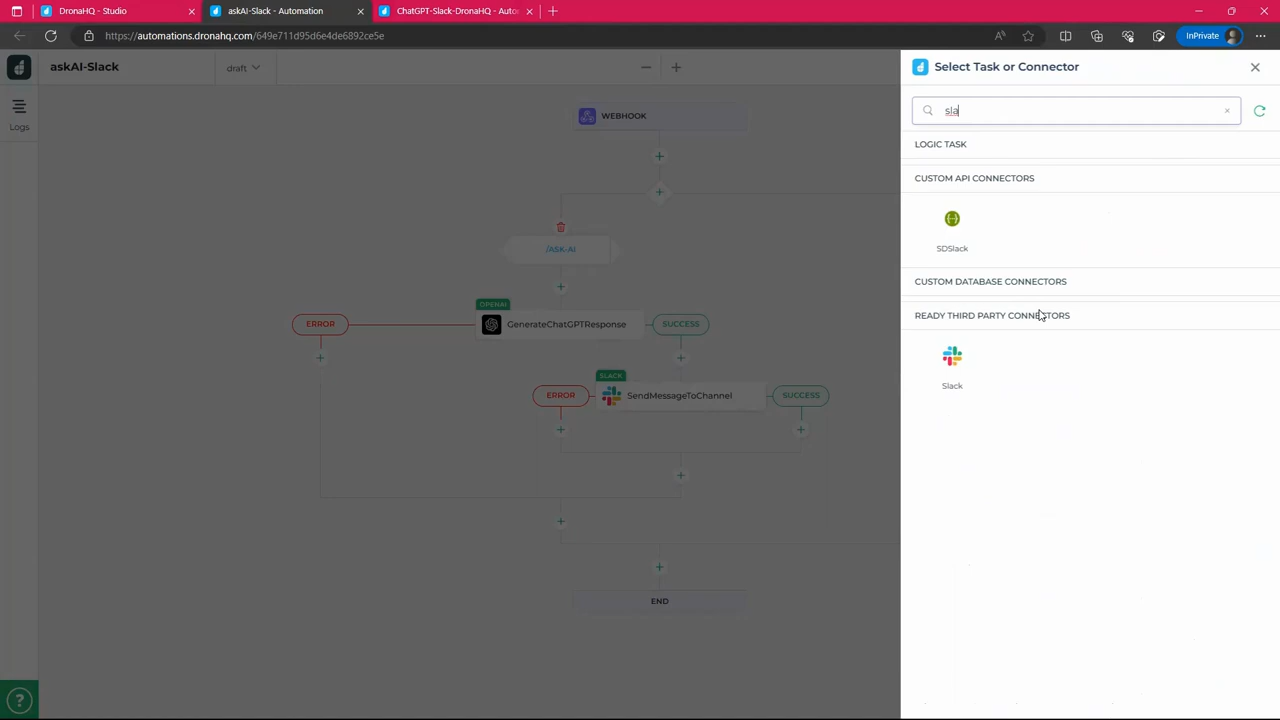 DronaHQ - Studio
askAI-Slack - Automation
ChatGPT-Slack-DronaHQ - Auto
https://automations.dronahq.com/649e711d95d6e4de6892ce5e
InPrivate
askAI-Slack
draft
Select Task or Connector
sla
Logs
LOGIC TASK
CUSTOM API CONNECTORS
SDSlack
CUSTOM DATABASE CONNECTORS
READY THIRD PARTY CONNECTORS
Slack
WEBHOOK
/ASK-AI
OPENAI
ERROR
GenerateChatGPTResponse
SUCCESS
SLACK
ERROR
SendMessageToChannel
SUCCESS
END